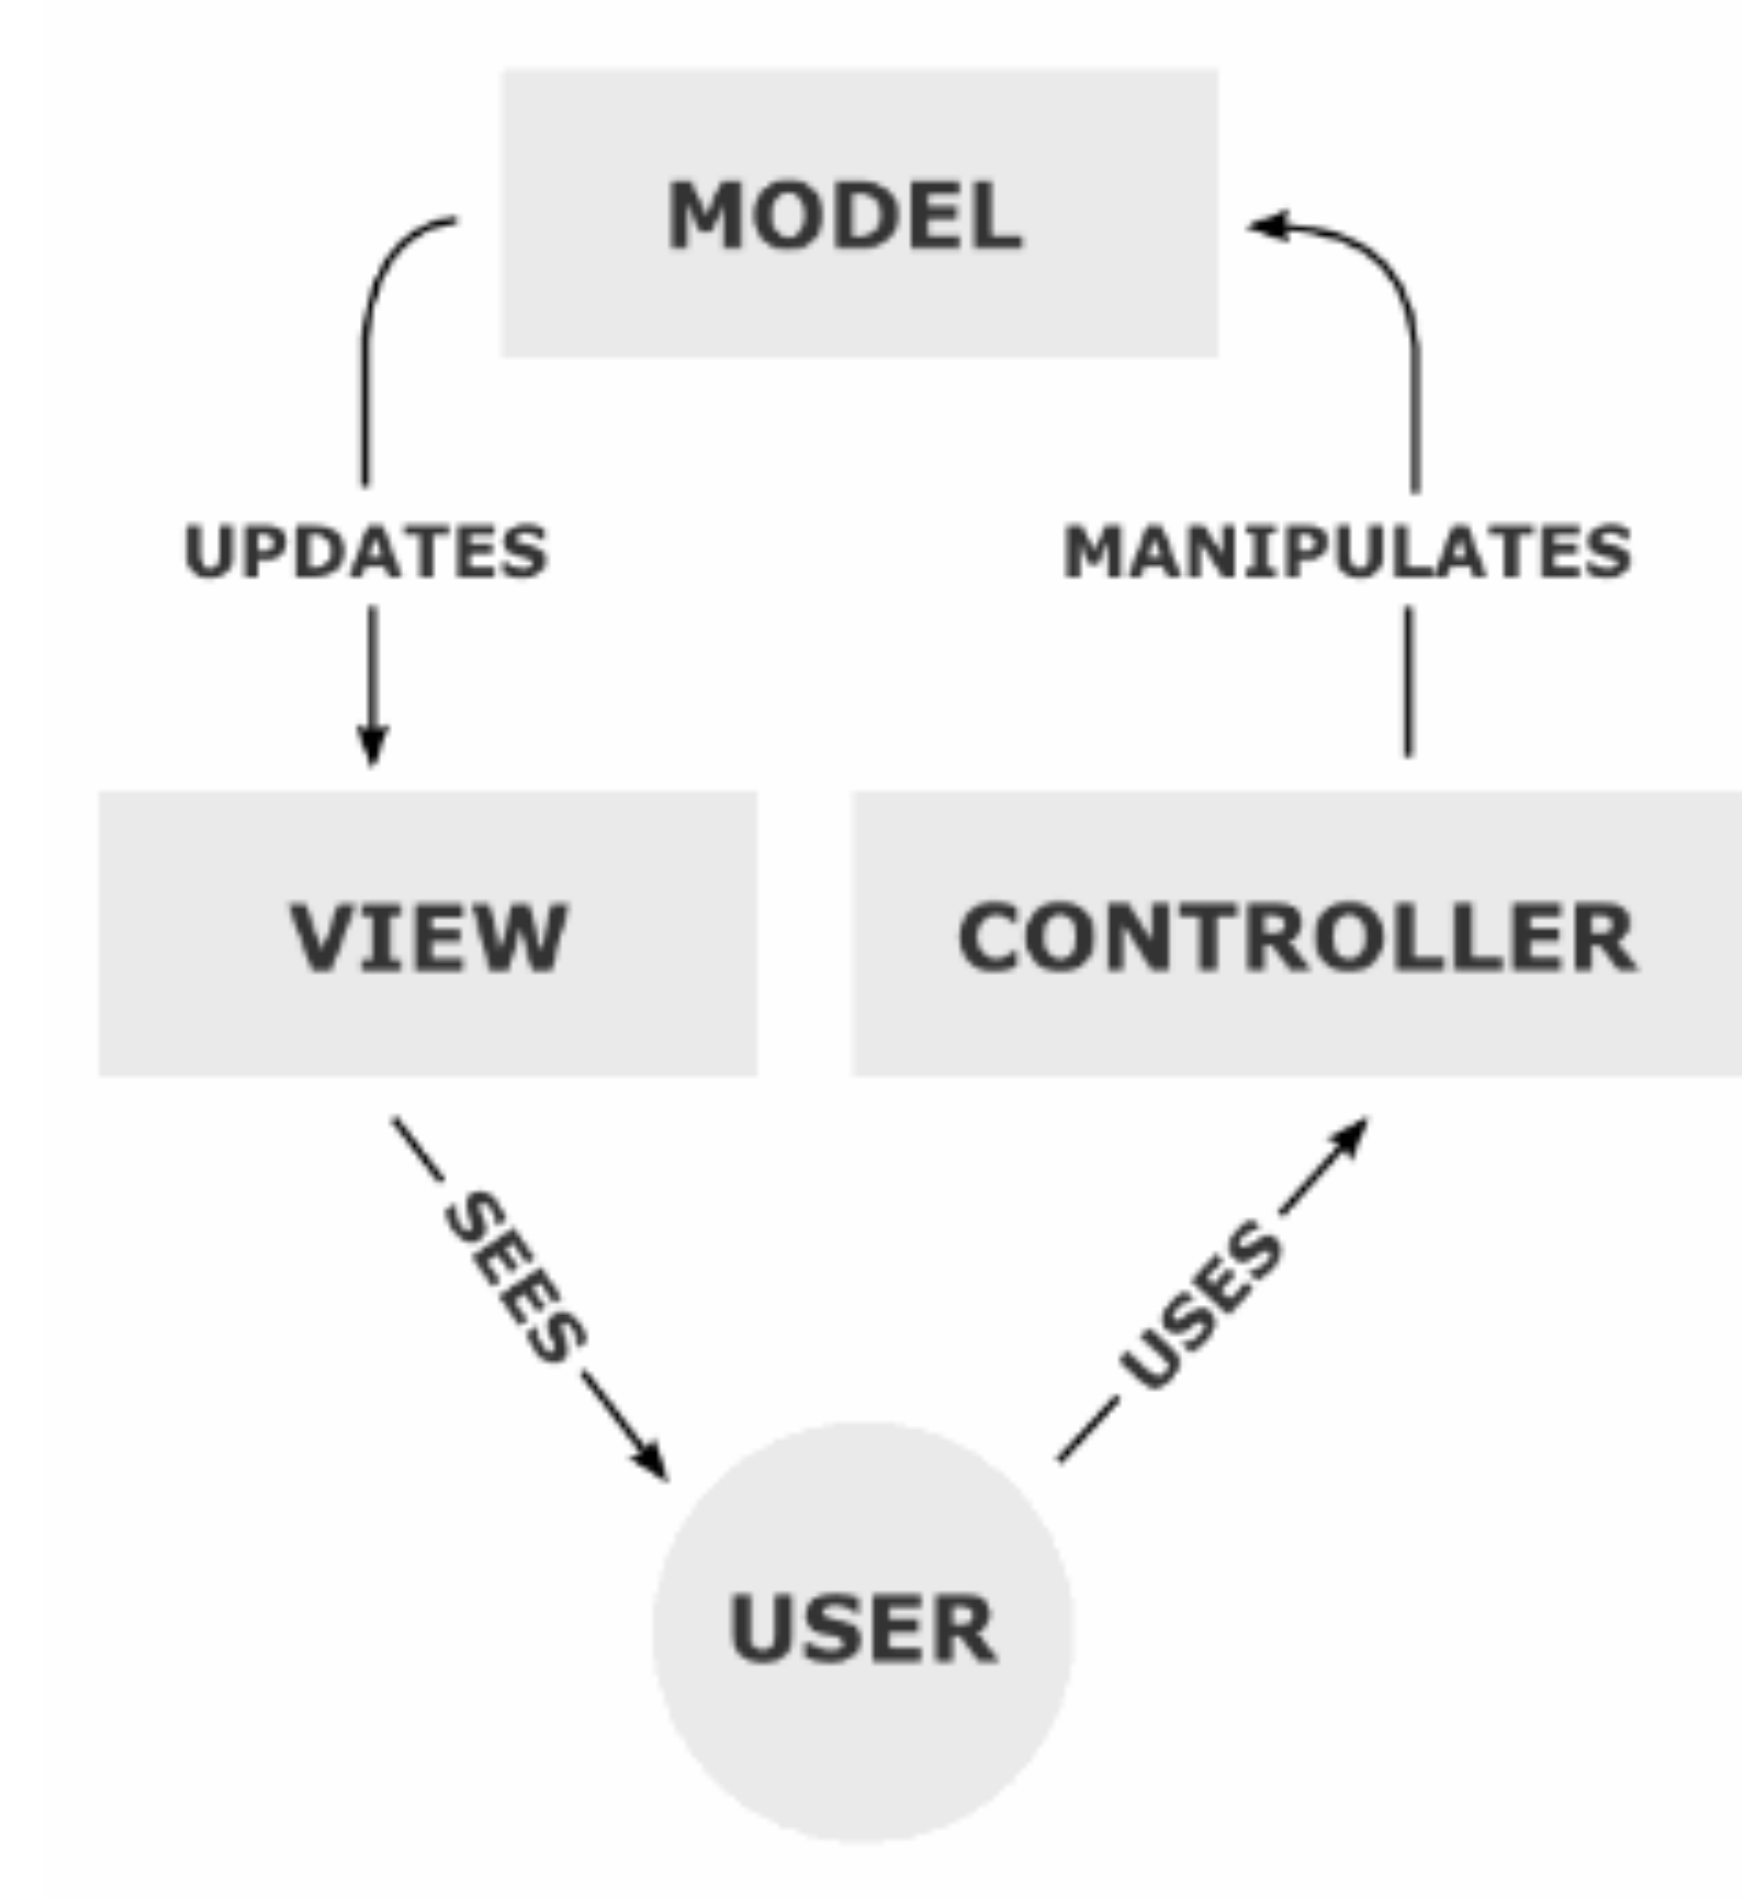 MODEL
UPDATES
MANIPULATES
VIEW
CONTROLLER
SEES
USES
USER